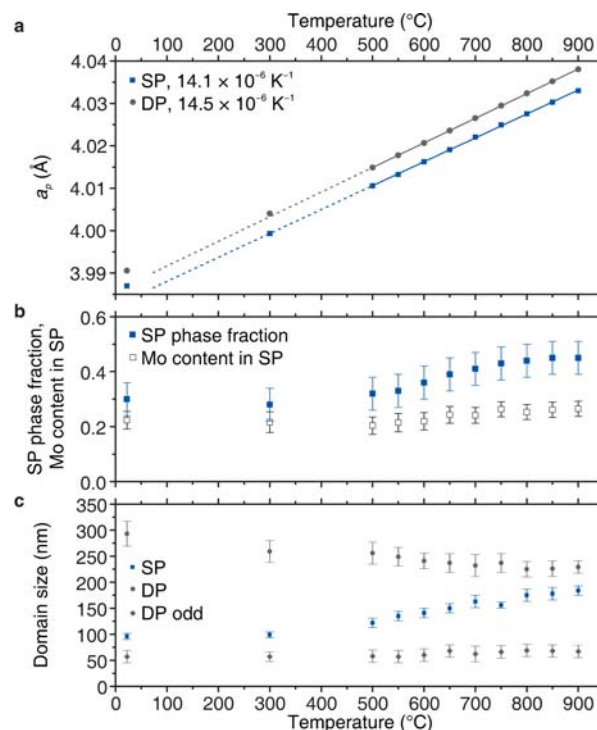 Temperature (°C)
0 100 200 300 400 500 600 700 800 900
a
4.04
4.03
4.02
4.01
4.00
3.99
aₚ (Å)
SP, 14.1 × 10⁻⁶ K⁻¹
DP, 14.5 × 10⁻⁶ K⁻¹
b
0.6
0.4
0.2
0.0
SP phase fraction,
Mo content in SP
SP phase fraction
Mo content in SP
c
350
300
250
200
150
100
50
0
Domain size (nm)
SP
DP
DP odd
0 100 200 300 400 500 600 700 800 900
Temperature (°C)